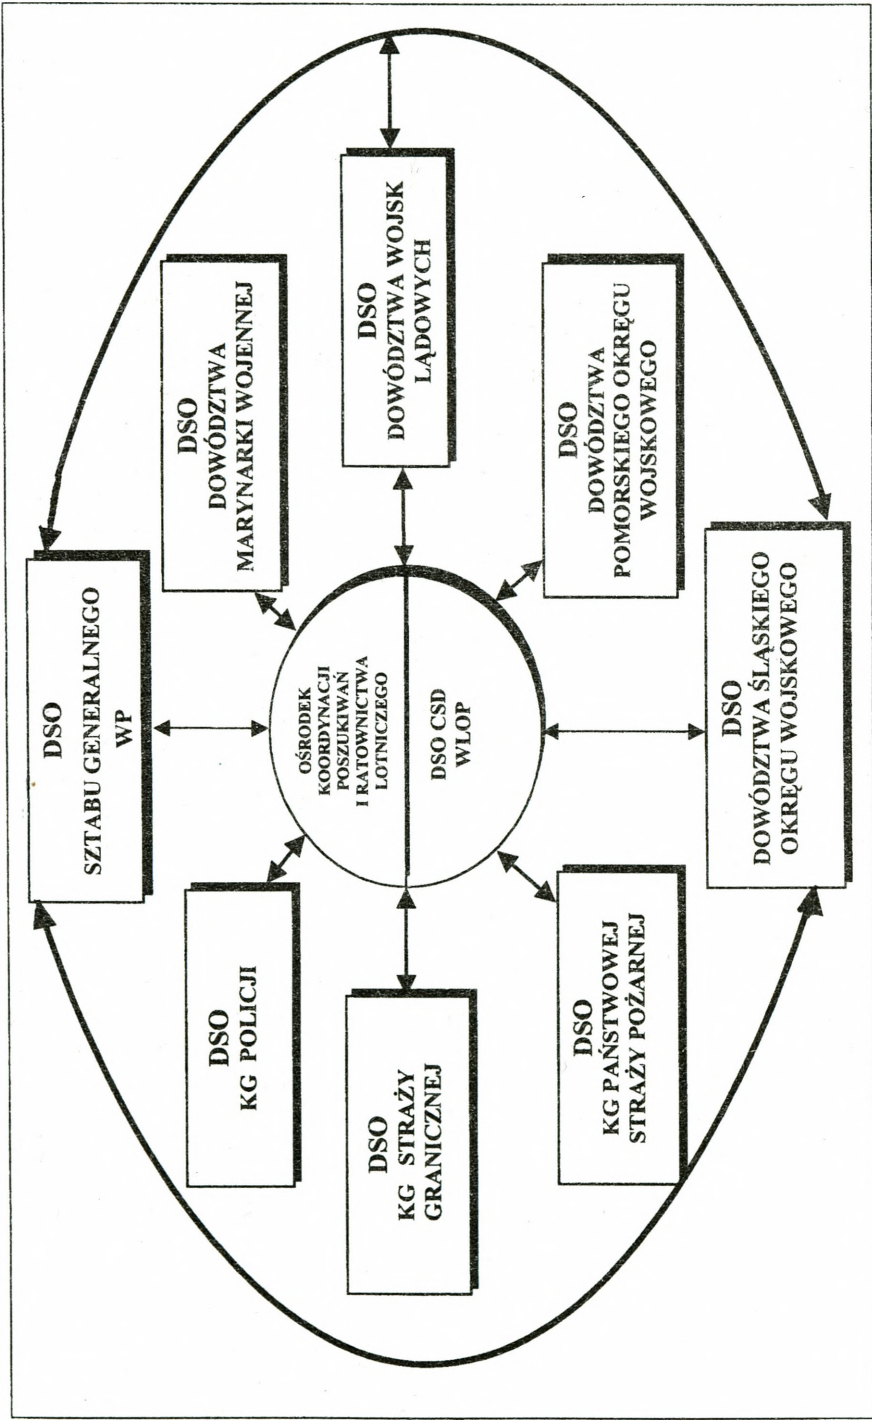 DSO
SZTABU GENERALNEGO
WP
DSO
KG POLICJI
DSO
DOWÓDZTWA
MARYNARKI WOJENNEJ
DSO
KG STRAŻY
GRANICZNEJ
OŚRODEK
KOORDYNACJI
POSZUKIWAŃ
I RATOWNICTWA
LOTNICZEGO
DSO CSD
WLOP
DSO
DOWÓDZTWA WOJSK
LĄDOWYCH
DSO
KG PAŃSTWOWEJ
STRAŻY POŻARNEJ
DSO
DOWÓDZTWA
POMORSKIEGO OKRĘGU
WOJSKOWEGO
DSO
DOWÓDZTWA ŚLĄSKIEGO
OKRĘGU WOJSKOWEGO